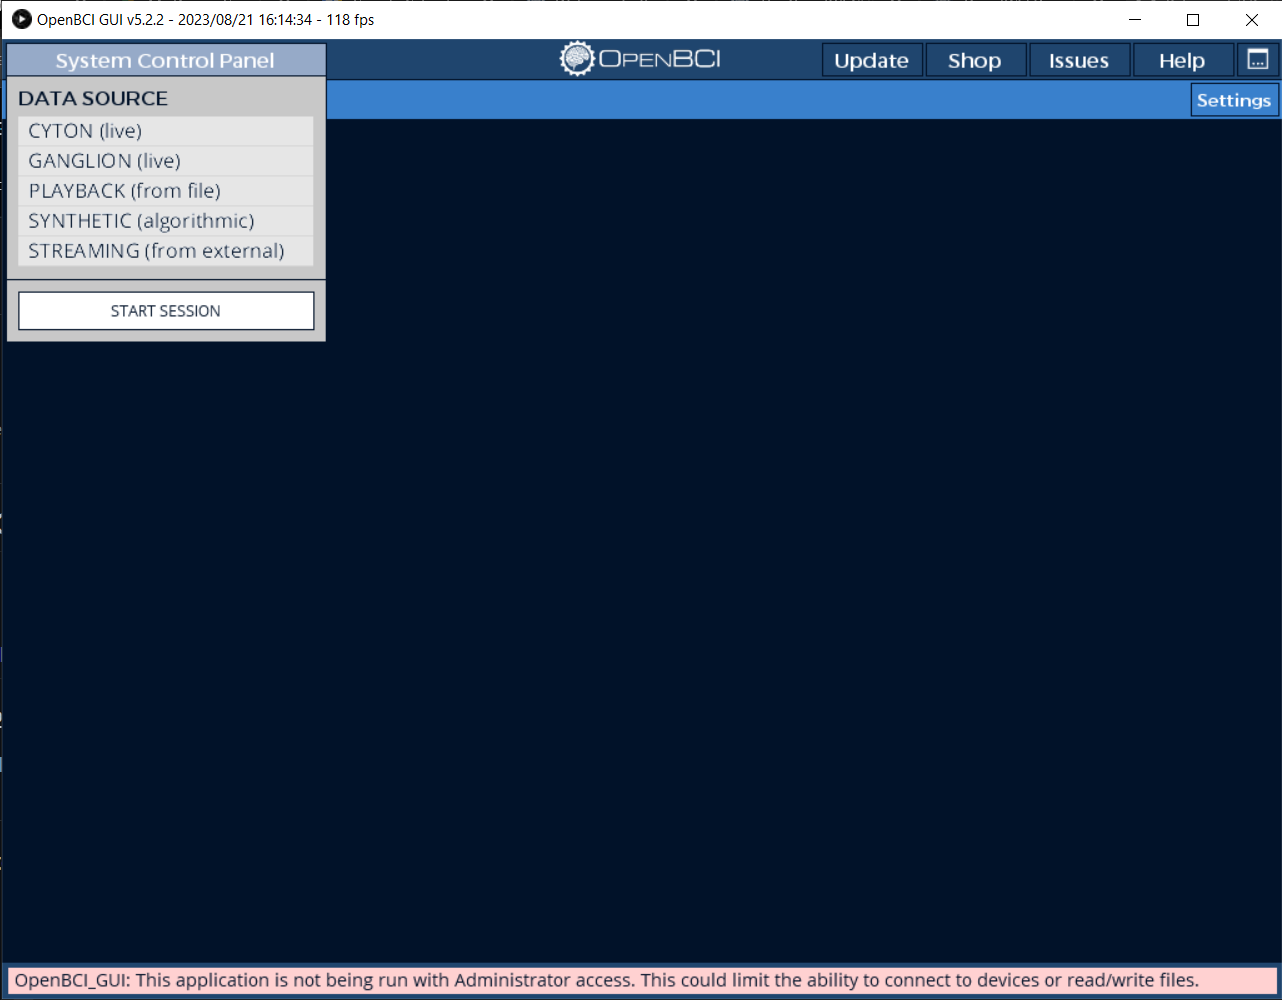 OpenBCI GUI v5.2.2 - 2023/08/21 16:14:34 - 118 fps
System Control Panel
OPENBCI
Update
Shop
Issues
Help
...
Settings
DATA SOURCE
CYTON (live)
GANGLION (live)
PLAYBACK (from file)
SYNTHETIC (algorithmic)
STREAMING (from external)
START SESSION
OpenBCI_GUI: This application is not being run with Administrator access. This could limit the ability to connect to devices or read/write files.